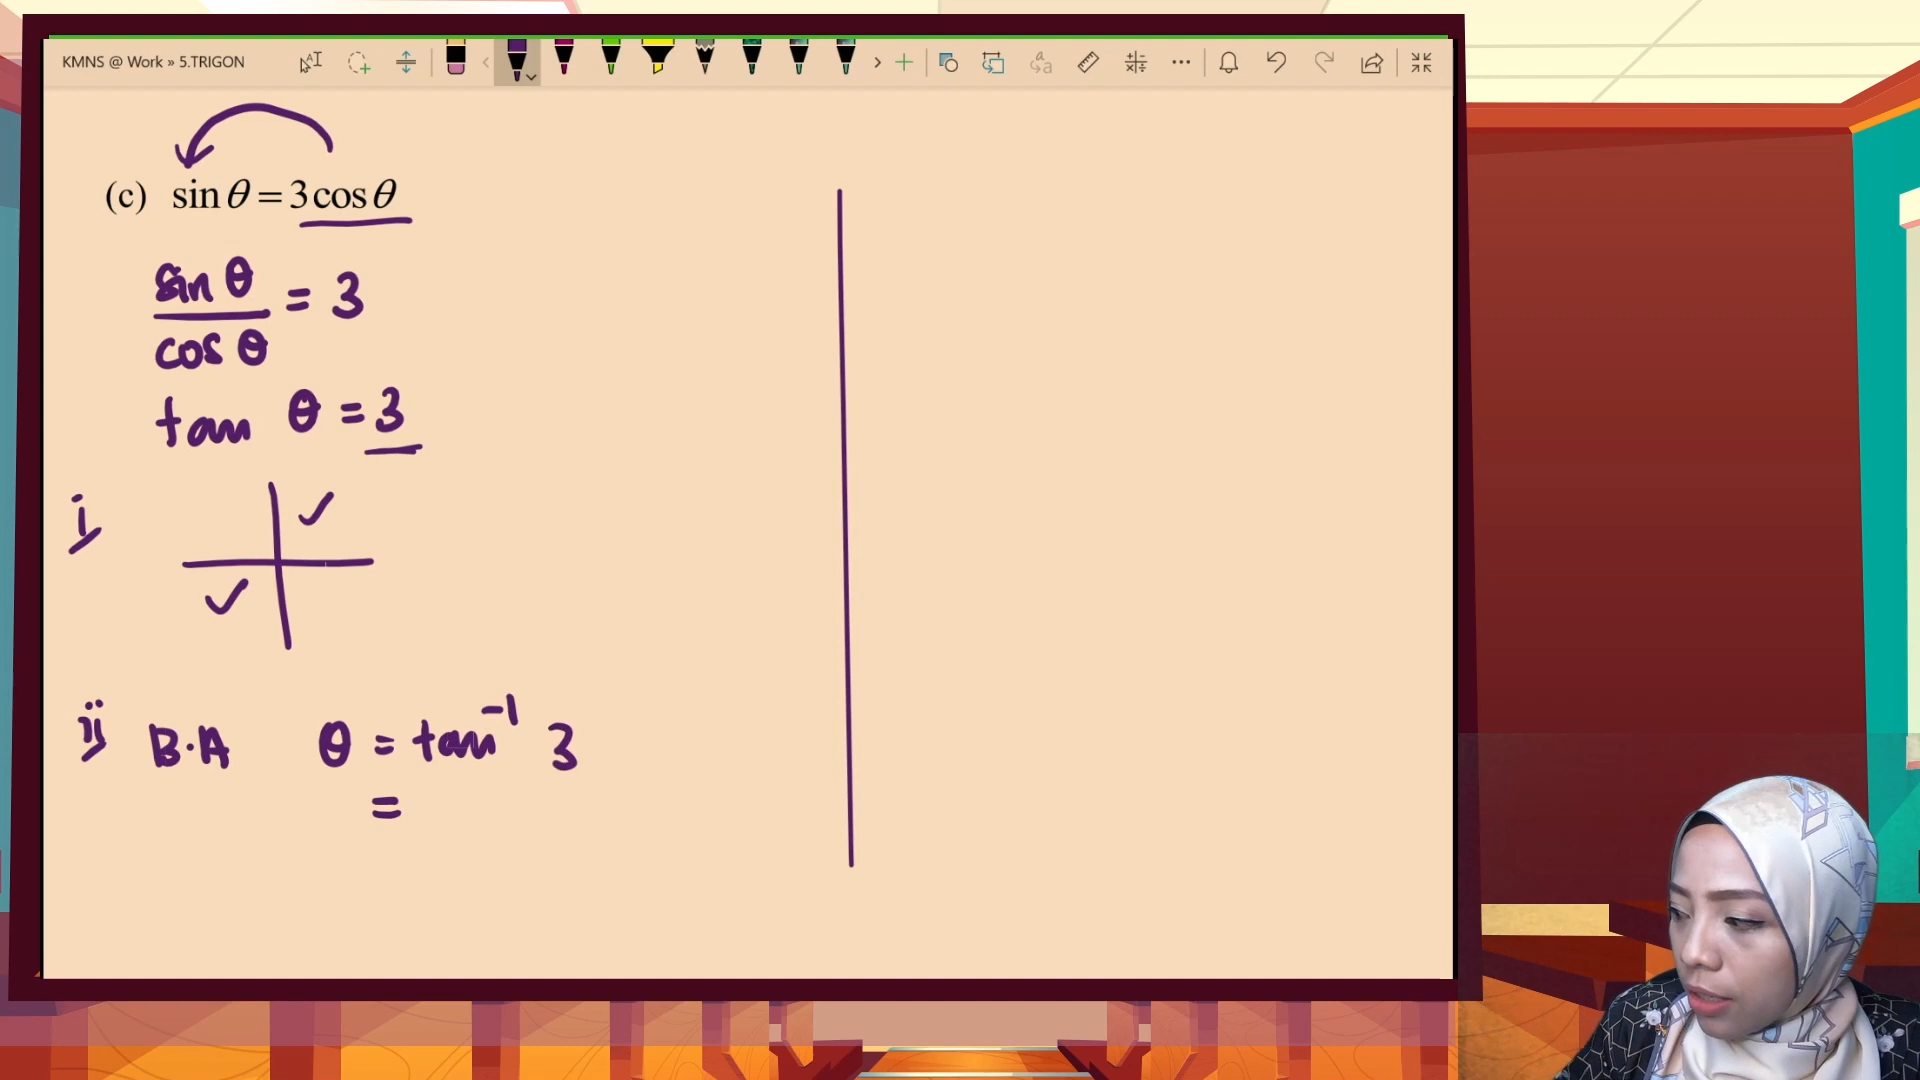 KMNS @ Work » 5.TRIGON
(c) sin θ = 3 cos θ
sin θ
cos θ
= 3
tan θ = 3
i
ii B.A θ = tan⁻¹ 3
=